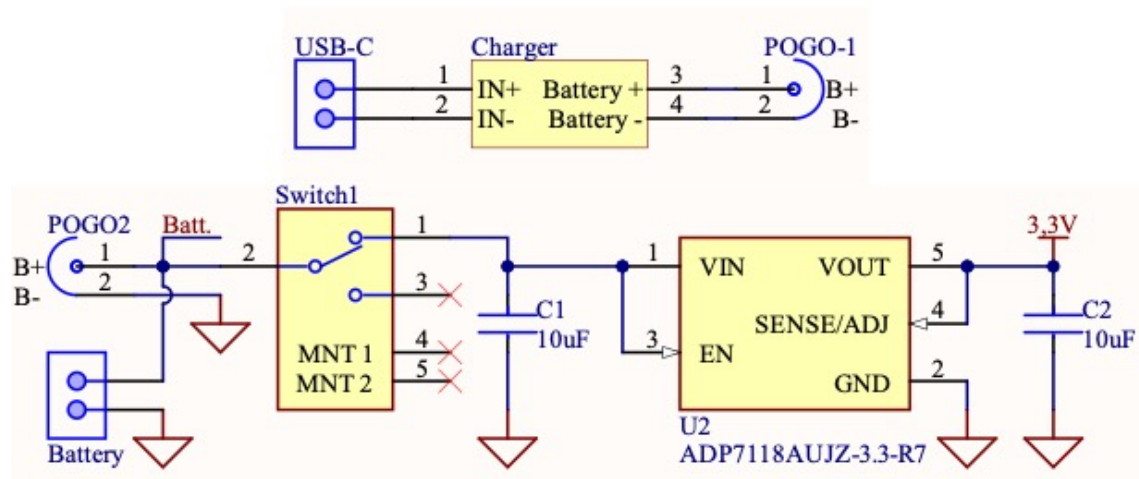 USB-C
Charger
POGO-1
1 IN+ Battery + 3 1 B+
2 IN- Battery - 4 2 B-
Switch1
POGO2
Batt.
3,3V
B+ 1
B- 2
2
1
3
MNT 1 4
MNT 2 5
C1
10uF
1 VIN VOUT 5
SENSE/ADJ 4
3 EN
GND 2
C2
10uF
Battery
U2
ADP7118AUJZ-3.3-R7